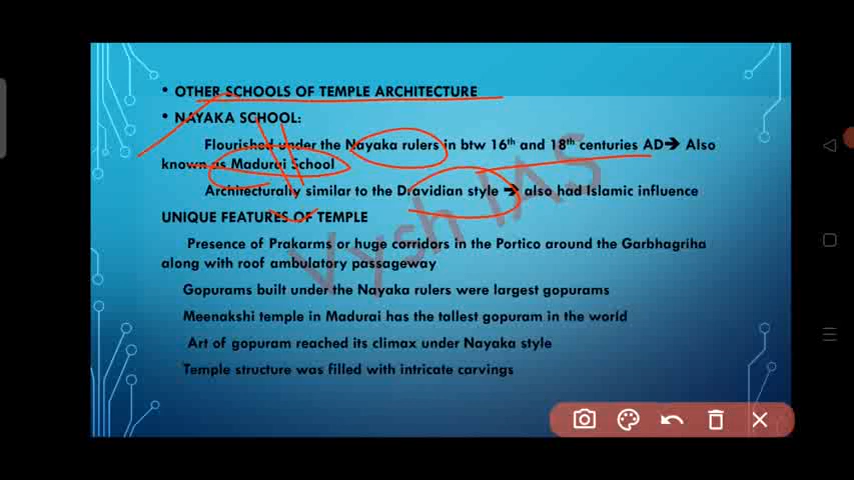 • OTHER SCHOOLS OF TEMPLE ARCHITECTURE
• NAYAKA SCHOOL:
Flourished under the Nayaka rulers in btw 16th and 18th centuries AD➔ Also
known as Madurai School
Architecturally similar to the Dravidian style ➔ also had Islamic influence
UNIQUE FEATURES OF TEMPLE
Presence of Prakarms or huge corridors in the Portico around the Garbhagriha
along with roof ambulatory passageway
Gopurams built under the Nayaka rulers were largest gopurams
Meenakshi temple in Madurai has the tallest gopuram in the world
Art of gopuram reached its climax under Nayaka style
Temple structure was filled with intricate carvings
Vysh IAS